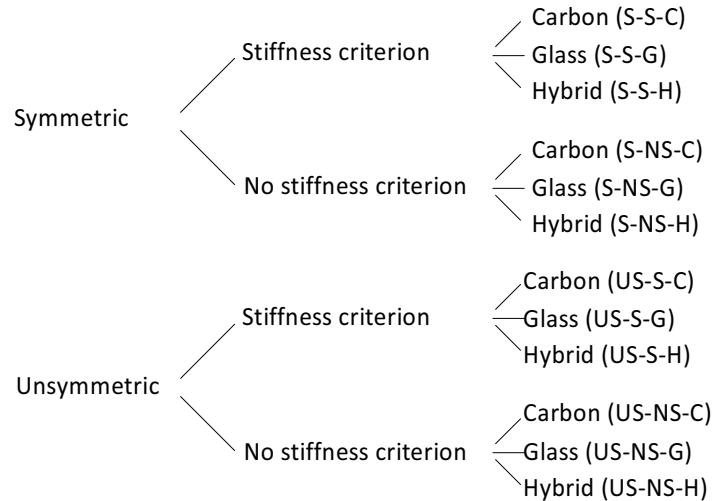 Carbon (S-S-C)
Stiffness criterion
Glass (S-S-G)
Hybrid (S-S-H)
Symmetric
Carbon (S-NS-C)
No stiffness criterion
Glass (S-NS-G)
Hybrid (S-NS-H)
Carbon (US-S-C)
Stiffness criterion
Glass (US-S-G)
Hybrid (US-S-H)
Unsymmetric
Carbon (US-NS-C)
No stiffness criterion
Glass (US-NS-G)
Hybrid (US-NS-H)